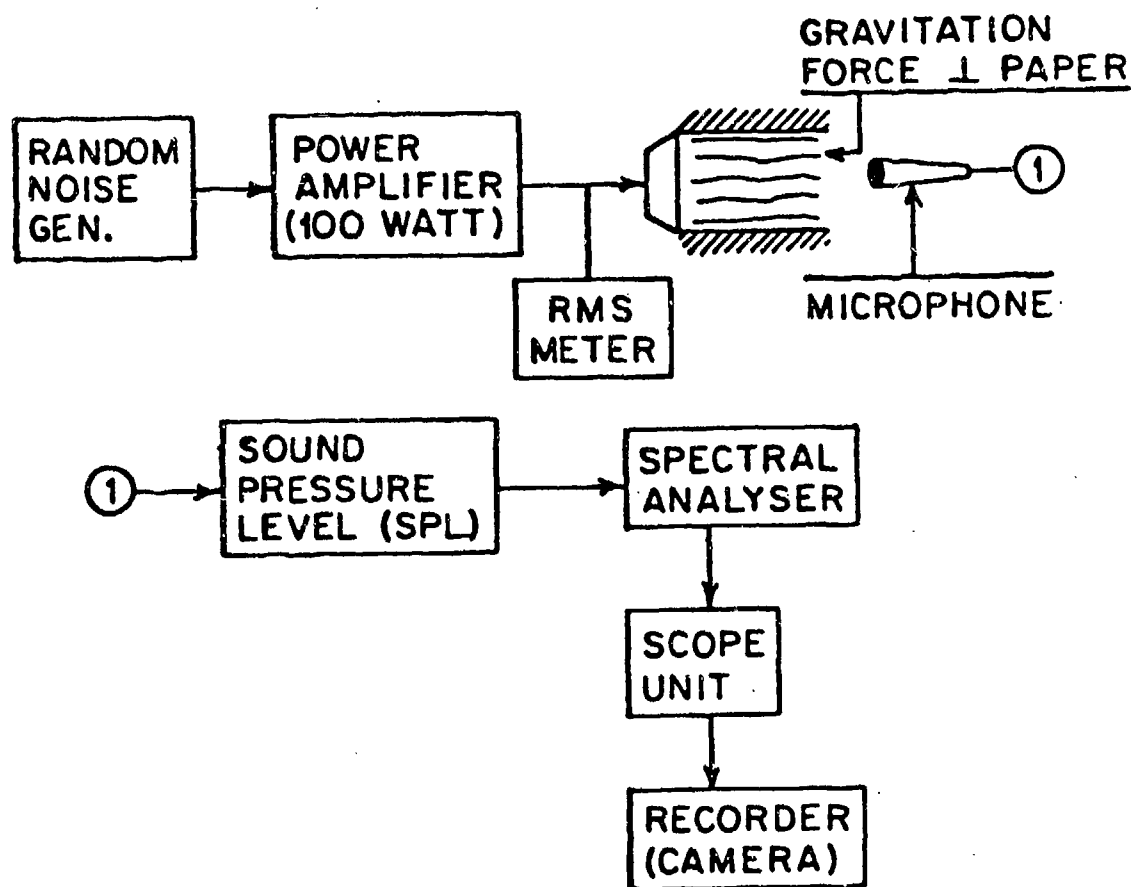 GRAVITATION
FORCE ⊥ PAPER
RANDOM
NOISE
GEN.
POWER
AMPLIFIER
(100 WATT)
1
RMS
METER
MICROPHONE
1
SOUND
PRESSURE
LEVEL (SPL)
SPECTRAL
ANALYSER
SCOPE
UNIT
RECORDER
(CAMERA)